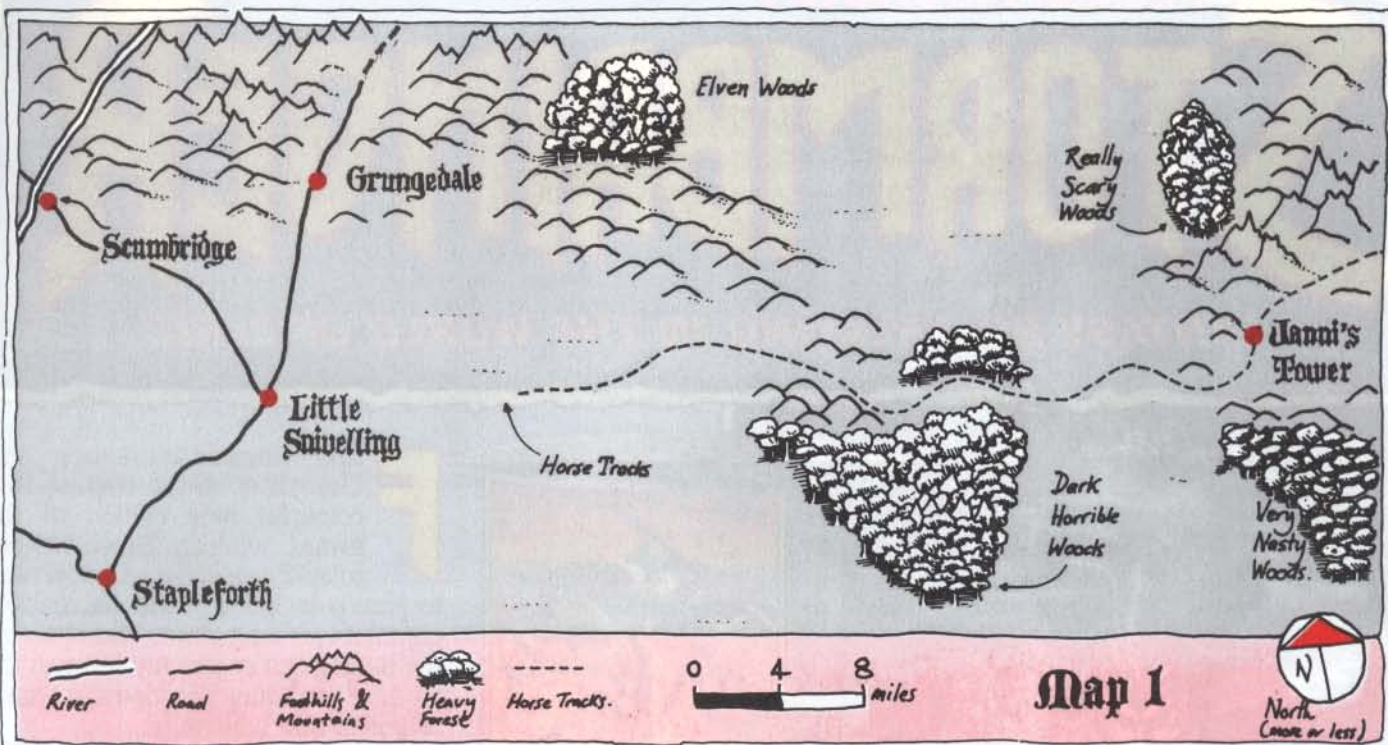 Elven Woods
Really
Scary
Woods
Grungedale
Scumbridge
Janni's
Tower
Little
Snivelling
Horse Tracks
Dark
Horrible
Woods
Very
Nasty
Woods.
Stapleforth
River
Road
Foothills &
Mountains
Heavy
Forest
Horse Tracks.
0 4 8 miles
Map 1
N
North
(more or less)